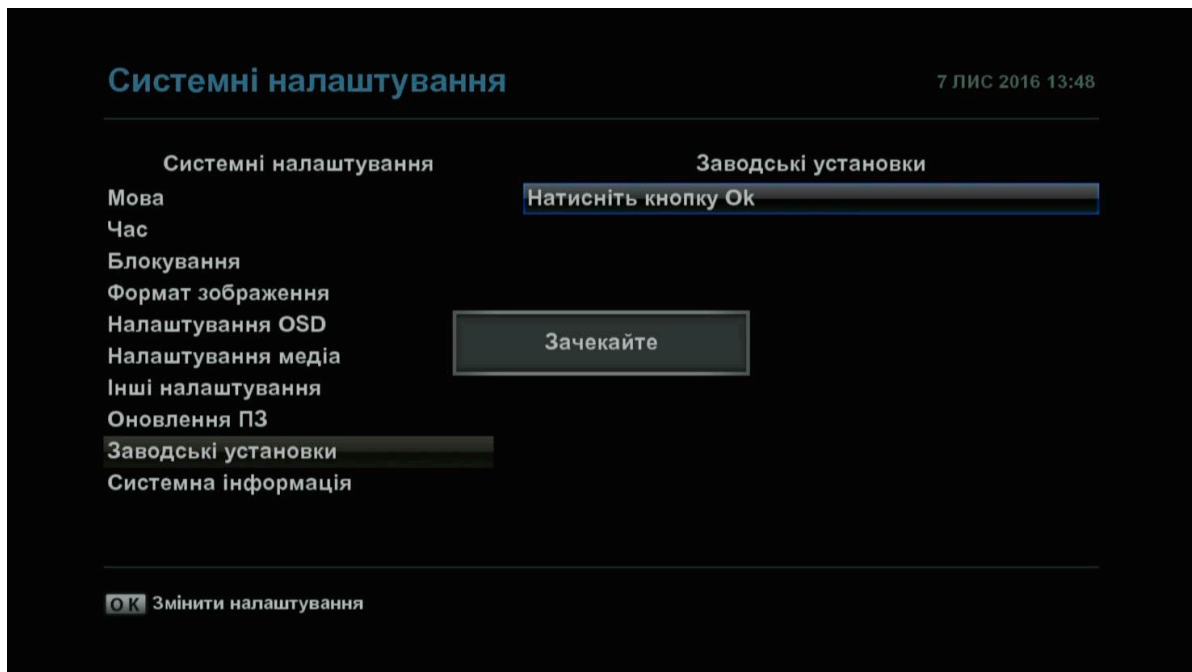 Системні налаштування
7 ЛИС 2016 13:48
Системні налаштування
Заводські установки
Мова
Натисніть кнопку Ok
Час
Блокування
Формат зображення
Налаштування OSD
Зачекайте
Налаштування медіа
Інші налаштування
Оновлення ПЗ
Заводські установки
Системна інформація
OK Змінити налаштування